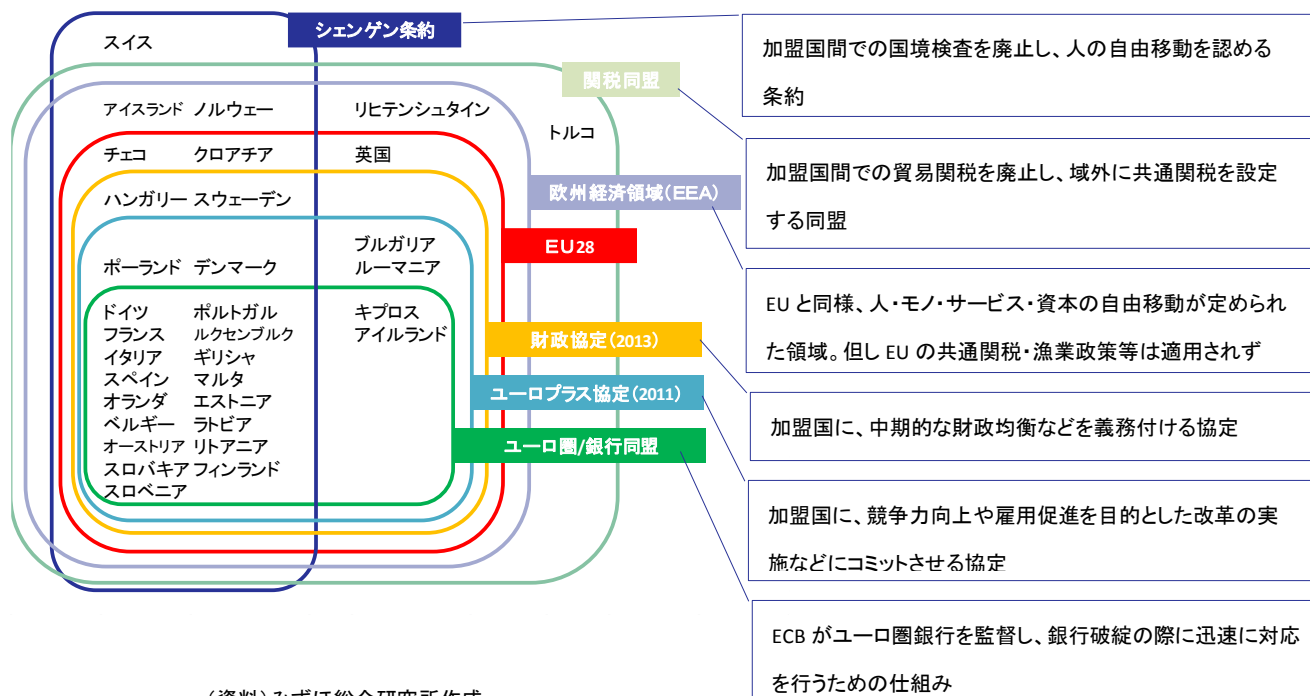 シェンゲン条約
スイス
関税同盟
アイスランド ノルウェー リヒテンシュタイン
トルコ
チェコ クロアチア 英国
欧州経済領域(EEA)
ハンガリー スウェーデン
EU28
ブルガリア
ポーランド デンマーク ルーマニア
ドイツ ポルトガル キプロス
フランス ルクセンブルク アイルランド
財政協定(2013)
イタリア ギリシャ
スペイン マルタ
ユーロプラス協定(2011)
オランダ エストニア
ベルギー ラトビア
オーストリア リトアニア
ユーロ圏/銀行同盟
スロバキア フィンランド
スロベニア
加盟国間での国境検査を廃止し、人の自由移動を認める
条約
加盟国間での貿易関税を廃止し、域外に共通関税を設定
する同盟
EU と同様、人・モノ・サービス・資本の自由移動が定められ
た領域。但し EU の共通関税・漁業政策等は適用されず
加盟国に、中期的な財政均衡などを義務付ける協定
加盟国に、競争力向上や雇用促進を目的とした改革の実
施などにコミットさせる協定
ECB がユーロ圏銀行を監督し、銀行破綻の際に迅速に対応
を行うための仕組み
(資料)みずほ総合研究所作成